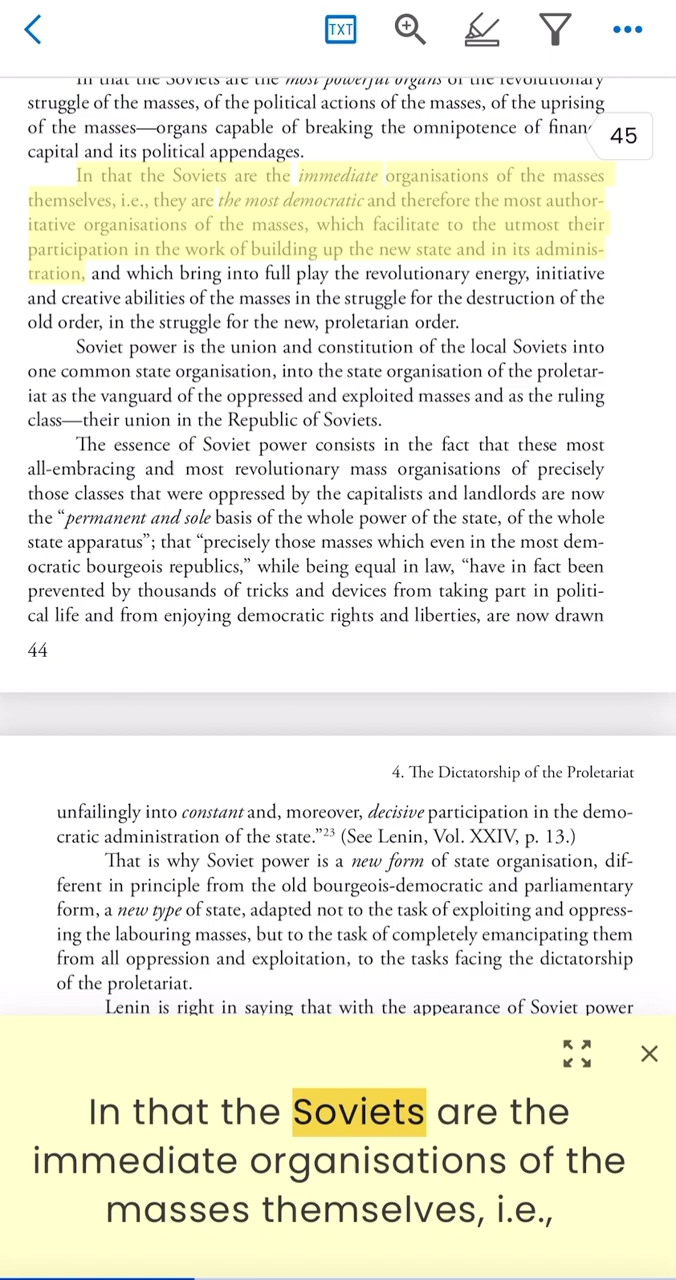 TXT
In that the Soviets are the most powerful organs of the revolutionary
struggle of the masses, of the political actions of the masses, of the uprising
of the masses—organs capable of breaking the omnipotence of finan
45
capital and its political appendages.
In that the Soviets are the immediate organisations of the masses
themselves, i.e., they are the most democratic and therefore the most author-
itative organisations of the masses, which facilitate to the utmost their
participation in the work of building up the new state and in its adminis-
tration, and which bring into full play the revolutionary energy, initiative
and creative abilities of the masses in the struggle for the destruction of the
old order, in the struggle for the new, proletarian order.
Soviet power is the union and constitution of the local Soviets into
one common state organisation, into the state organisation of the proletar-
iat as the vanguard of the oppressed and exploited masses and as the ruling
class—their union in the Republic of Soviets.
The essence of Soviet power consists in the fact that these most
all-embracing and most revolutionary mass organisations of precisely
those classes that were oppressed by the capitalists and landlords are now
the “permanent and sole basis of the whole power of the state, of the whole
state apparatus”; that “precisely those masses which even in the most dem-
ocratic bourgeois republics,” while being equal in law, “have in fact been
prevented by thousands of tricks and devices from taking part in politi-
cal life and from enjoying democratic rights and liberties, are now drawn
44
4. The Dictatorship of the Proletariat
unfailingly into constant and, moreover, decisive participation in the demo-
cratic administration of the state.”23 (See Lenin, Vol. XXIV, p. 13.)
That is why Soviet power is a new form of state organisation, dif-
ferent in principle from the old bourgeois-democratic and parliamentary
form, a new type of state, adapted not to the task of exploiting and oppress-
ing the labouring masses, but to the task of completely emancipating them
from all oppression and exploitation, to the tasks facing the dictatorship
of the proletariat.
Lenin is right in saying that with the appearance of Soviet power
In that the Soviets are the
immediate organisations of the
masses themselves, i.e.,